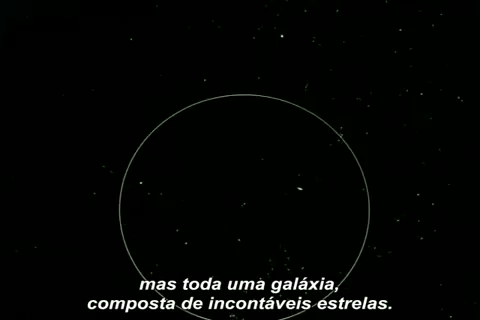 mas toda uma galáxia,
composta de incontáveis estrelas.